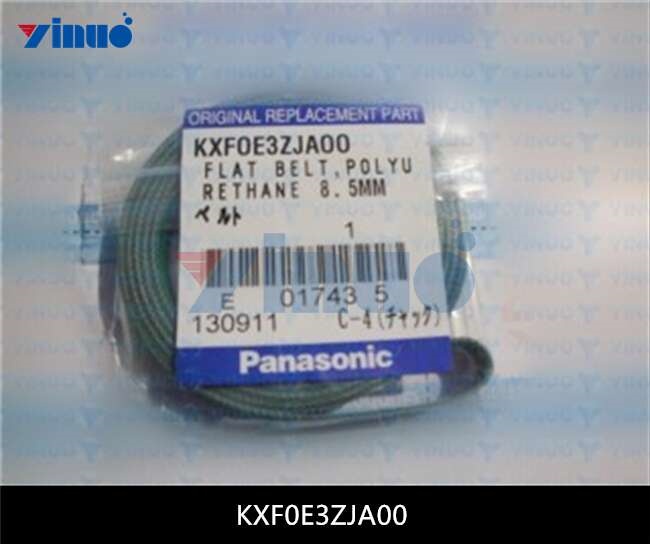 Yinuo
ORIGINAL REPLACEMENT PART
KXF0E3ZJA00
FLAT BELT,POLYU
RETHANE 8.5MM
ベルト
1
E 01743 5
130911 C-4(チャック)
Panasonic
KXF0E3ZJA00